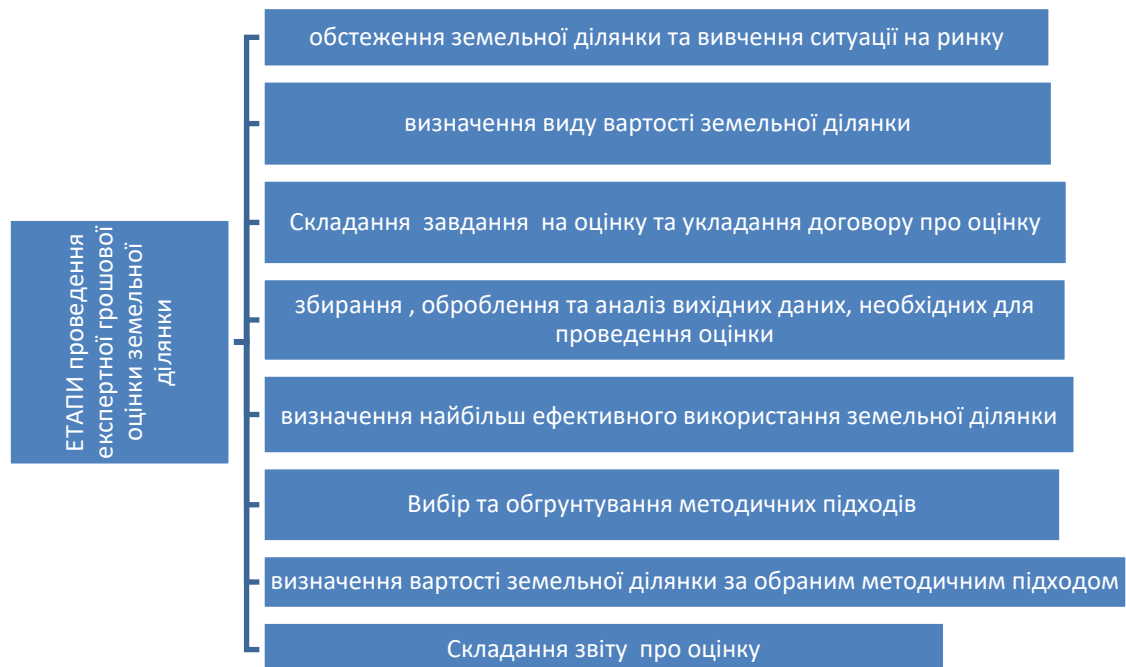 ЕТАПИ проведення
експертної грошової
оцінки земельної
ділянки
обстеження земельної ділянки та вивчення ситуації на ринку
визначення виду вартості земельної ділянки
Складання завдання на оцінку та укладання договору про оцінку
збирання , оброблення та аналіз вихідних даних, необхідних для
проведення оцінки
визначення найбільш ефективного використання земельної ділянки
Вибір та обгрунтування методичних підходів
визначення вартості земельної ділянки за обраним методичним підходом
Складання звіту про оцінку